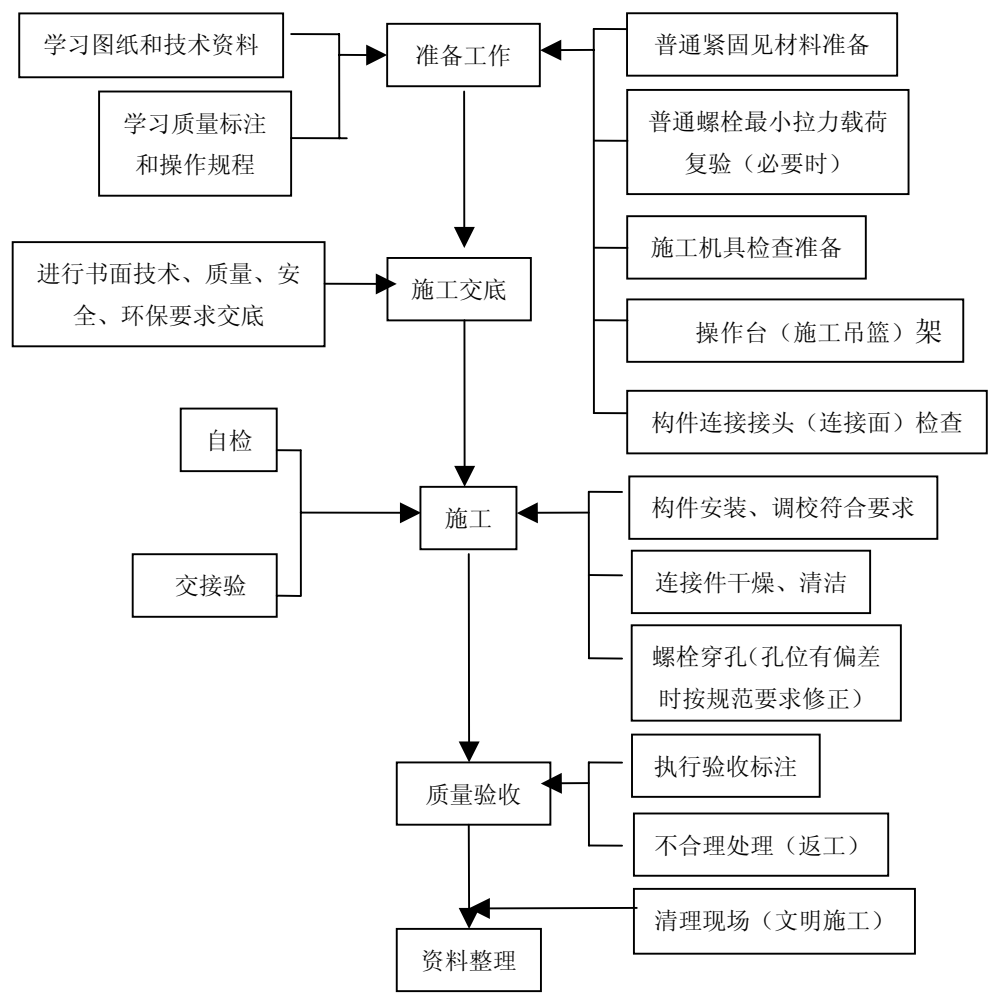 学习图纸和技术资料
准备工作
普通紧固见材料准备
学习质量标注
和操作规程
普通螺栓最小拉力载荷
复验（必要时）
施工机具检查准备
进行书面技术、质量、安
全、环保要求交底
施工交底
操作台（施工吊篮）架
构件连接接头（连接面）检查
自检
施工
构件安装、调校符合要求
连接件干燥、清洁
交接验
螺栓穿孔（孔位有偏差
时按规范要求修正）
质量验收
执行验收标注
不合理处理（返工）
清理现场（文明施工）
资料整理